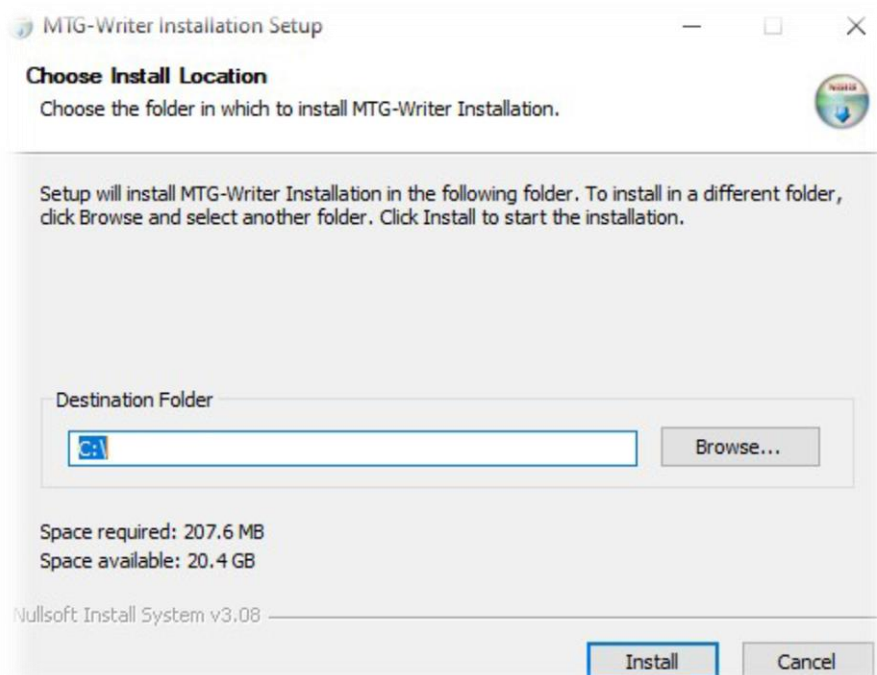 MTG-Writer Installation Setup
Choose Install Location
Choose the folder in which to install MTG-Writer Installation.
NSIS
Setup will install MTG-Writer Installation in the following folder. To install in a different folder,
click Browse and select another folder. Click Install to start the installation.
Destination Folder
C:\
Browse...
Space required: 207.6 MB
Space available: 20.4 GB
Nullsoft Install System v3.08
Install
Cancel